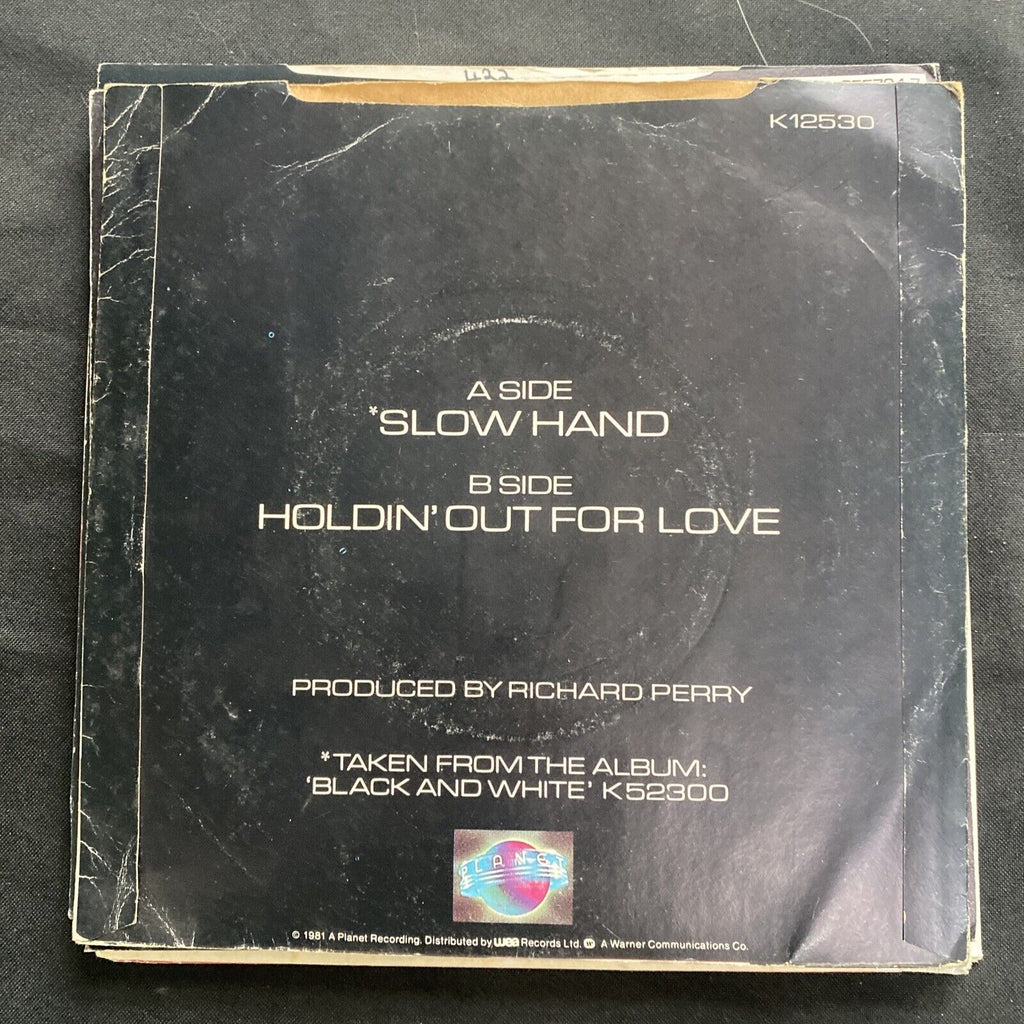 422
K12530
A SIDE
*SLOW HAND
B SIDE
HOLDIN' OUT FOR LOVE
PRODUCED BY RICHARD PERRY
*TAKEN FROM THE ALBUM:
'BLACK AND WHITE' K52300
PLANET
© 1981 A Planet Recording. Distributed by wea Records Ltd. A Warner Communications Co.